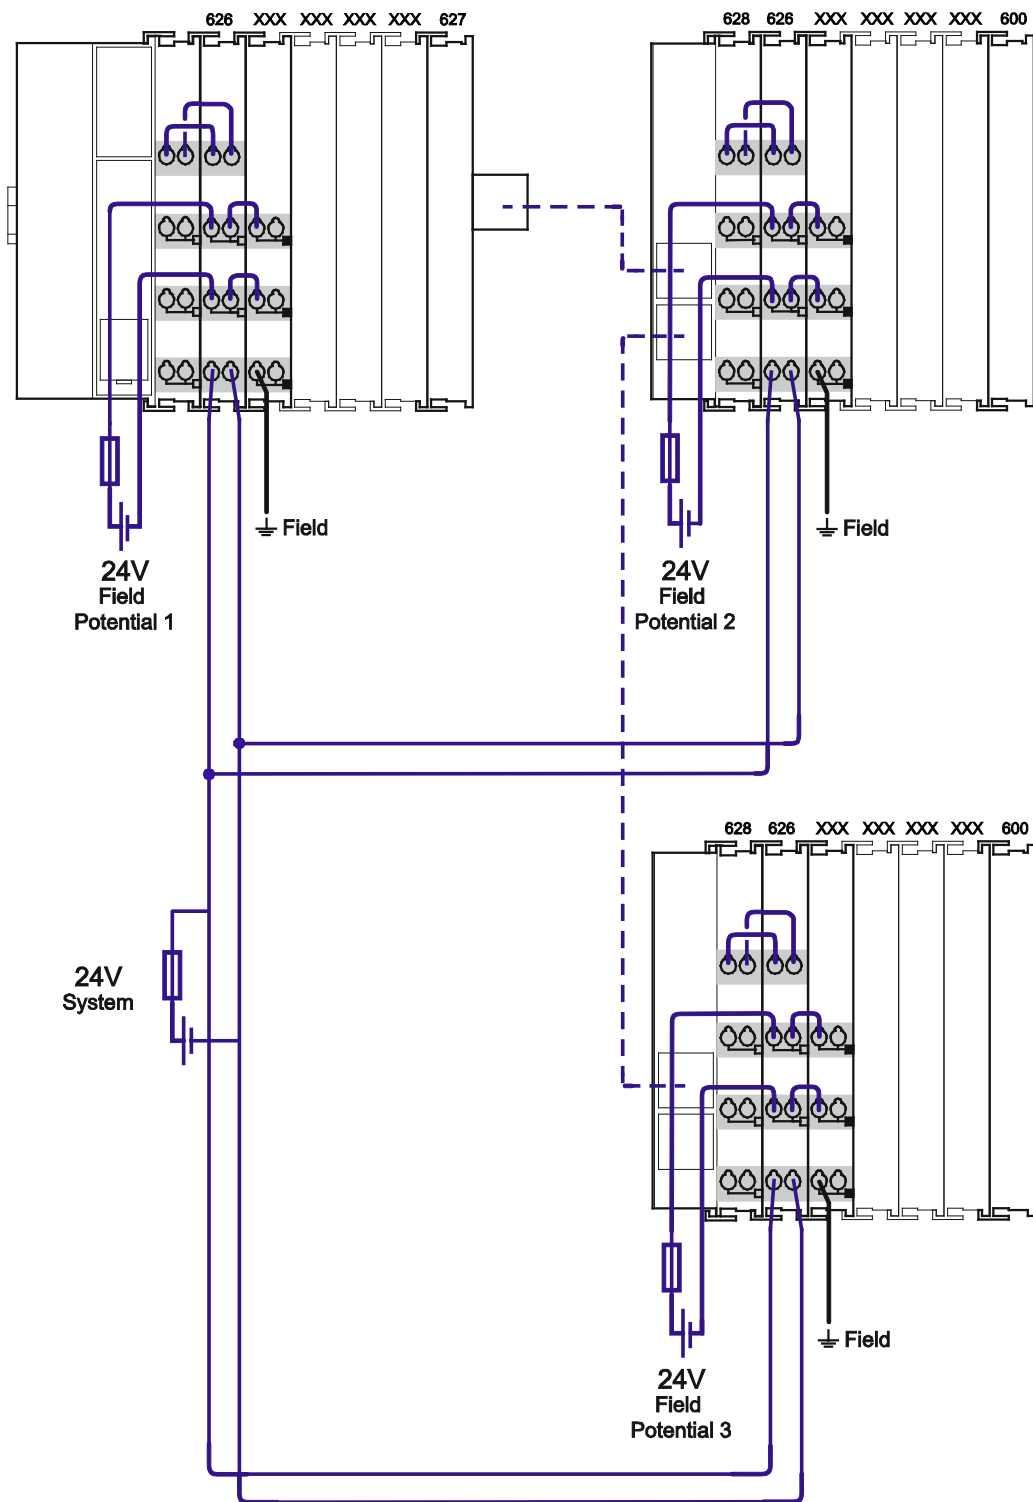 626 XXX XXX XXX XXX 627
628 626 XXX XXX XXX XXX 600
Field
24V
Field
Potential 1
Field
24V
Field
Potential 2
628 626 XXX XXX XXX XXX 600
24V
System
Field
24V
Field
Potential 3